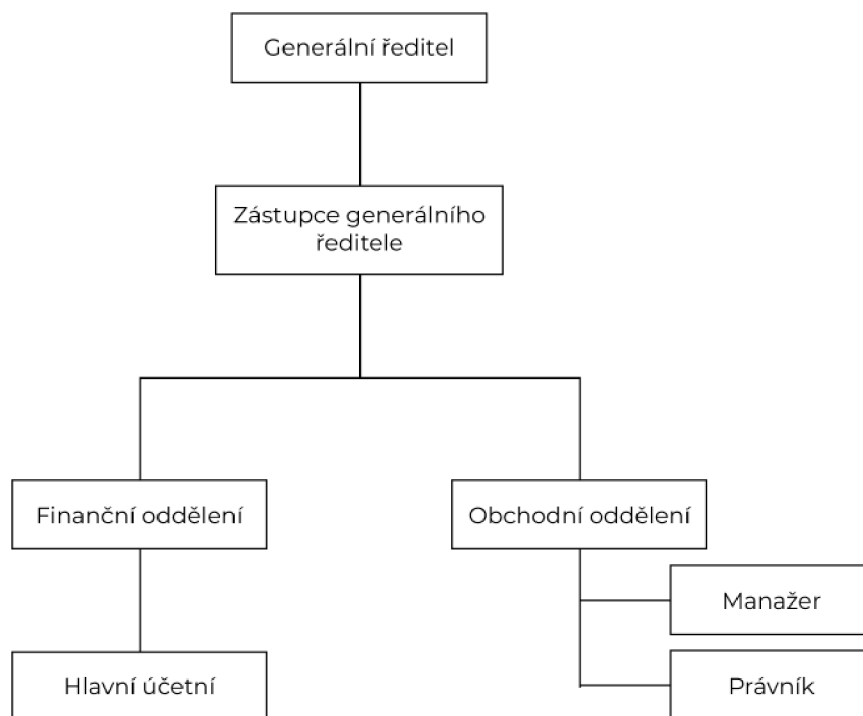 Generální ředitel
Zástupce generálního
ředitele
Finanční oddělení
Obchodní oddělení
Manažer
Hlavní účetní
Právník